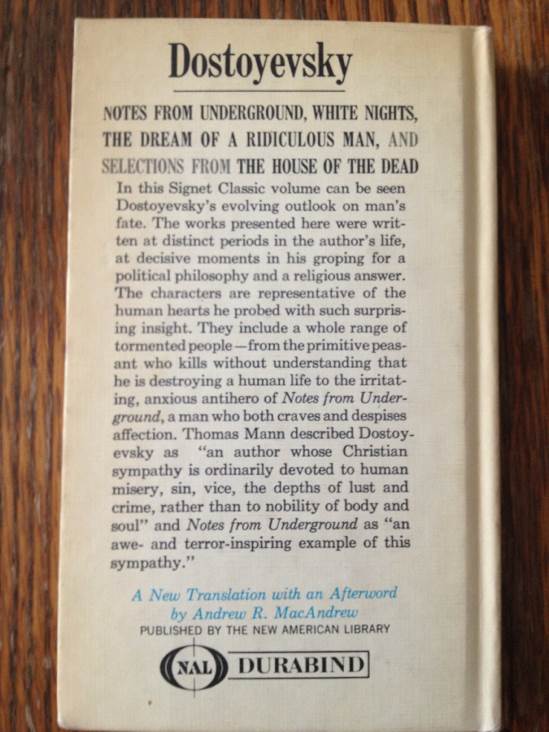 Dostoyevsky
NOTES FROM UNDERGROUND, WHITE NIGHTS,
THE DREAM OF A RIDICULOUS MAN, AND
SELECTIONS FROM THE HOUSE OF THE DEAD
In this Signet Classic volume can be seen
Dostoyevsky's evolving outlook on man's
fate. The works presented here were writ-
ten at distinct periods in the author's life,
at decisive moments in his groping for a
political philosophy and a religious answer.
The characters are representative of the
human hearts he probed with such surpris-
ing insight. They include a whole range of
tormented people—from the primitive peas-
ant who kills without understanding that
he is destroying a human life to the irritat-
ing, anxious antihero of Notes from Under-
ground, a man who both craves and despises
affection. Thomas Mann described Dostoy-
evsky as "an author whose Christian
sympathy is ordinarily devoted to human
misery, sin, vice, the depths of lust and
crime, rather than to nobility of body and
soul" and Notes from Underground as "an
awe- and terror-inspiring example of this
sympathy."
A New Translation with an Afterword
by Andrew R. MacAndrew
PUBLISHED BY THE NEW AMERICAN LIBRARY
NAL DURABIND